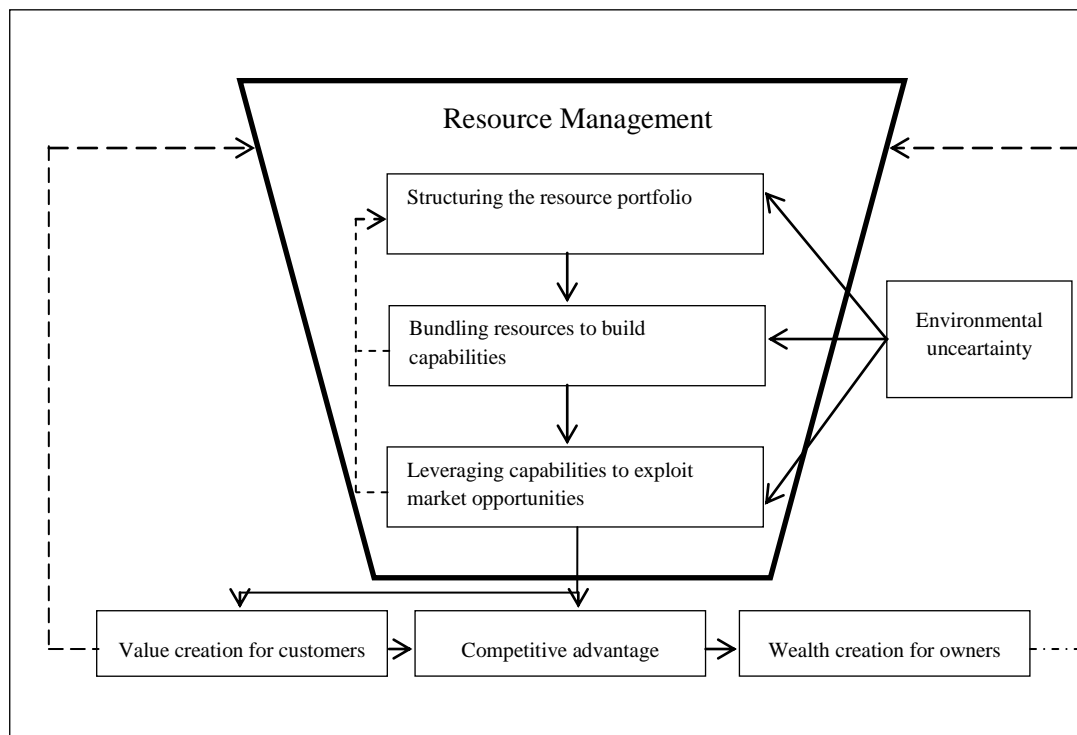 Resource Management
Structuring the resource portfolio
Bundling resources to build
capabilities
Environmental
unceartainty
Leveraging capabilities to exploit
market opportunities
Value creation for customers
Competitive advantage
Wealth creation for owners